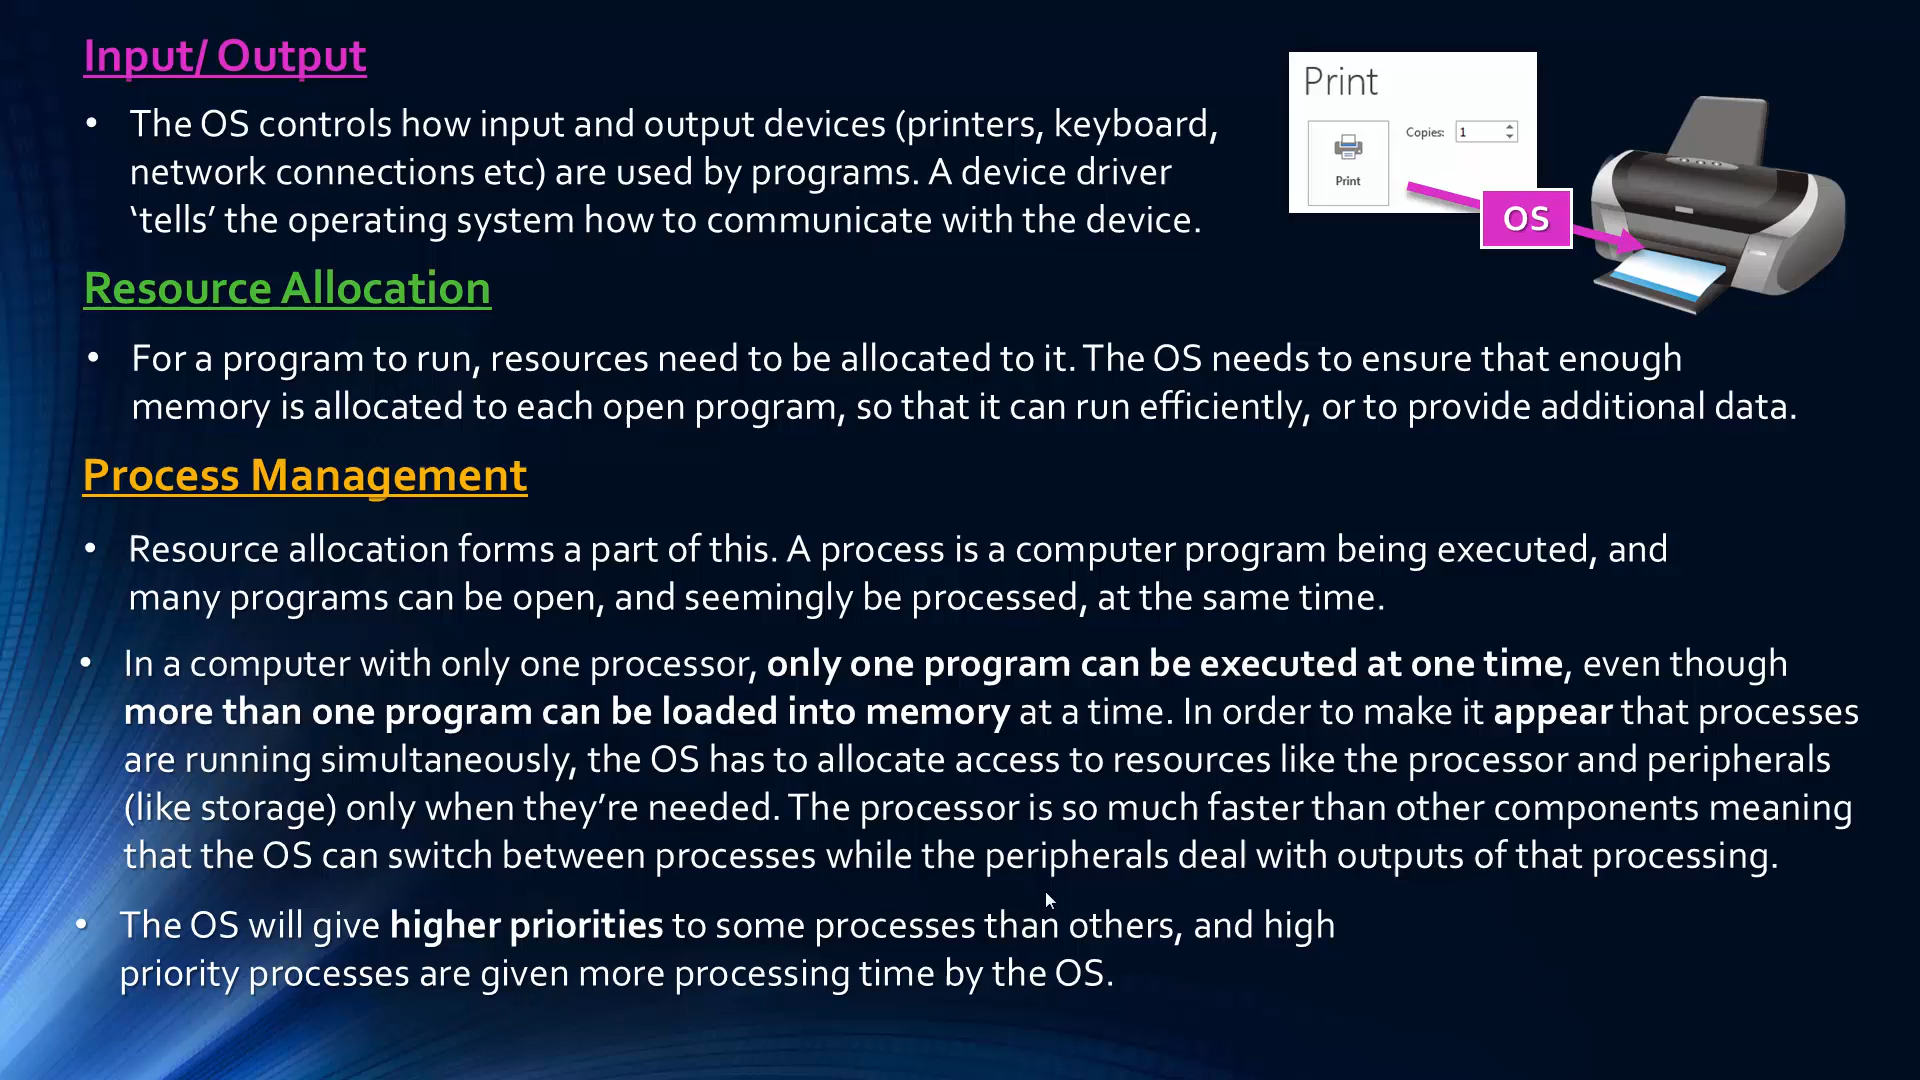 Input/ Output
• The OS controls how input and output devices (printers, keyboard,
network connections etc) are used by programs. A device driver
‘tells’ the operating system how to communicate with the device.
Print
Copies: 1
Print
OS
Resource Allocation
• For a program to run, resources need to be allocated to it. The OS needs to ensure that enough
memory is allocated to each open program, so that it can run efficiently, or to provide additional data.
Process Management
• Resource allocation forms a part of this. A process is a computer program being executed, and
many programs can be open, and seemingly be processed, at the same time.
• In a computer with only one processor, only one program can be executed at one time, even though
more than one program can be loaded into memory at a time. In order to make it appear that processes
are running simultaneously, the OS has to allocate access to resources like the processor and peripherals
(like storage) only when they’re needed. The processor is so much faster than other components meaning
that the OS can switch between processes while the peripherals deal with outputs of that processing.
• The OS will give higher priorities to some processes than others, and high
priority processes are given more processing time by the OS.